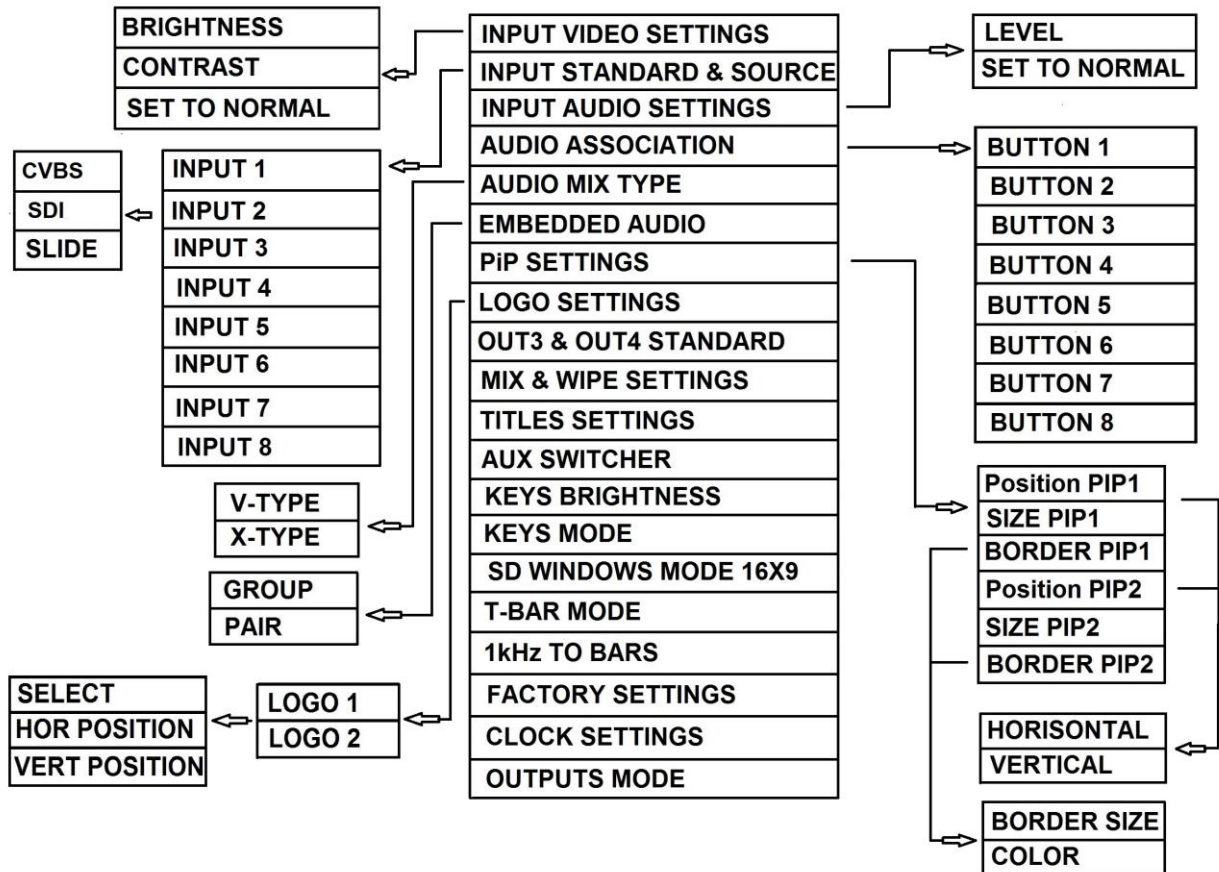 BRIGHTNESS
CONTRAST
SET TO NORMAL
CVBS
SDI
SLIDE
INPUT 1
INPUT 2
INPUT 3
INPUT 4
INPUT 5
INPUT 6
INPUT 7
INPUT 8
V-TYPE
X-TYPE
GROUP
PAIR
SELECT
HOR POSITION
VERT POSITION
LOGO 1
LOGO 2
INPUT VIDEO SETTINGS
INPUT STANDARD & SOURCE
INPUT AUDIO SETTINGS
AUDIO ASSOCIATION
AUDIO MIX TYPE
EMBEDDED AUDIO
PiP SETTINGS
LOGO SETTINGS
OUT3 & OUT4 STANDARD
MIX & WIPE SETTINGS
TITLES SETTINGS
AUX SWITCHER
KEYS BRIGHTNESS
KEYS MODE
SD WINDOWS MODE 16X9
T-BAR MODE
1kHz TO BARS
FACTORY SETTINGS
CLOCK SETTINGS
OUTPUTS MODE
LEVEL
SET TO NORMAL
BUTTON 1
BUTTON 2
BUTTON 3
BUTTON 4
BUTTON 5
BUTTON 6
BUTTON 7
BUTTON 8
Position PIP1
SIZE PIP1
BORDER PIP1
Position PIP2
SIZE PIP2
BORDER PIP2
HORISONTAL
VERTICAL
BORDER SIZE
COLOR